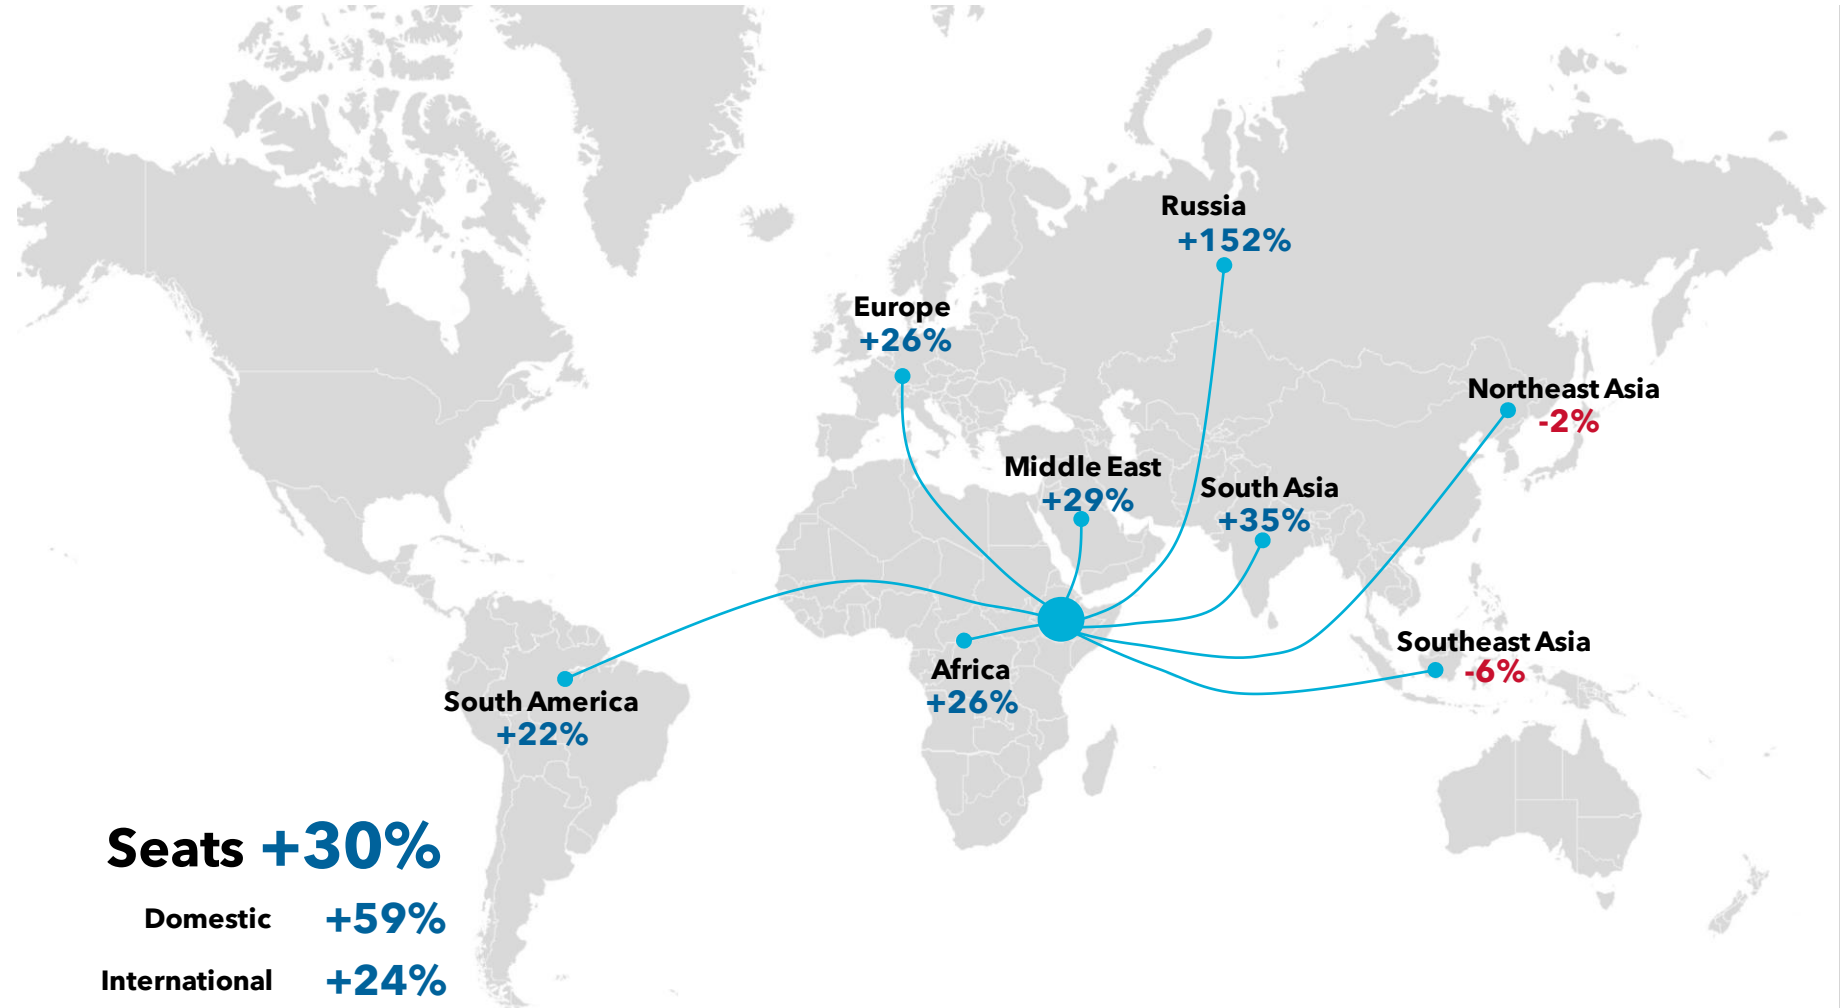 Russia
+152%
Europe
+26%
Northeast Asia
-2%
Middle East
+29%
South Asia
+35%
Southeast Asia
-6%
Africa
+26%
South America
+22%
Seats +30%
Domestic +59%
International +24%